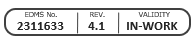 EDMS No. REV. VALIDITY
2311633 4.1 IN-WORK